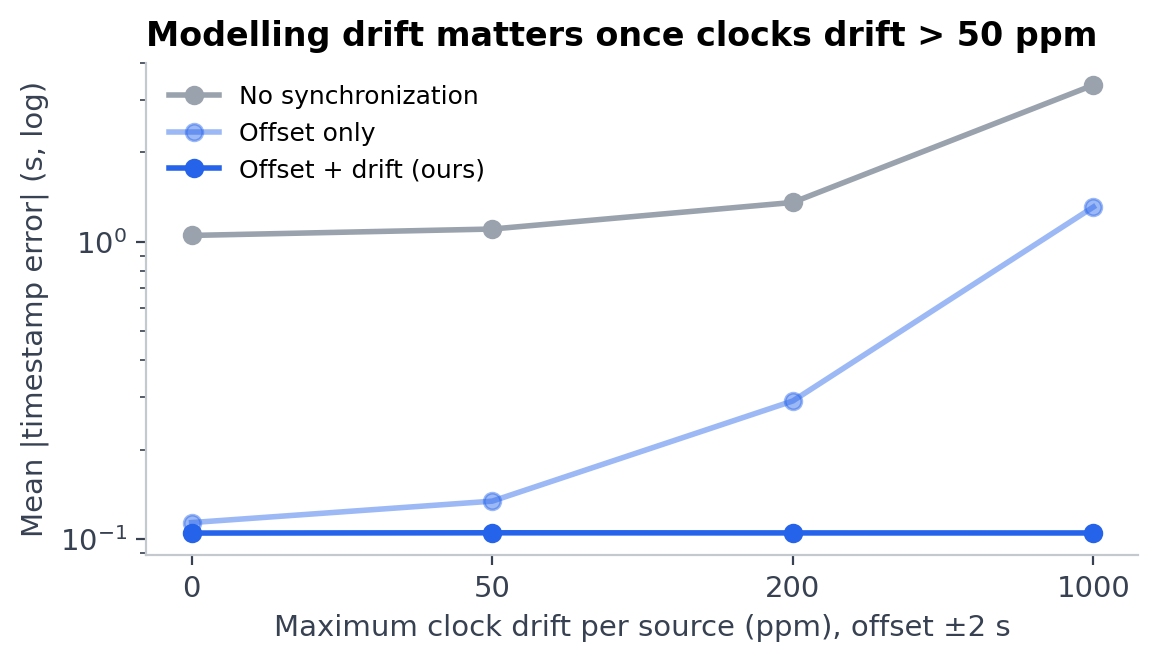 Modelling drift matters once clocks drift > 50 ppm
No synchronization
Offset only
Offset + drift (ours)
Mean |timestamp error| (s, log)
10⁰
10⁻¹
0 50 200 1000
Maximum clock drift per source (ppm), offset ±2 s